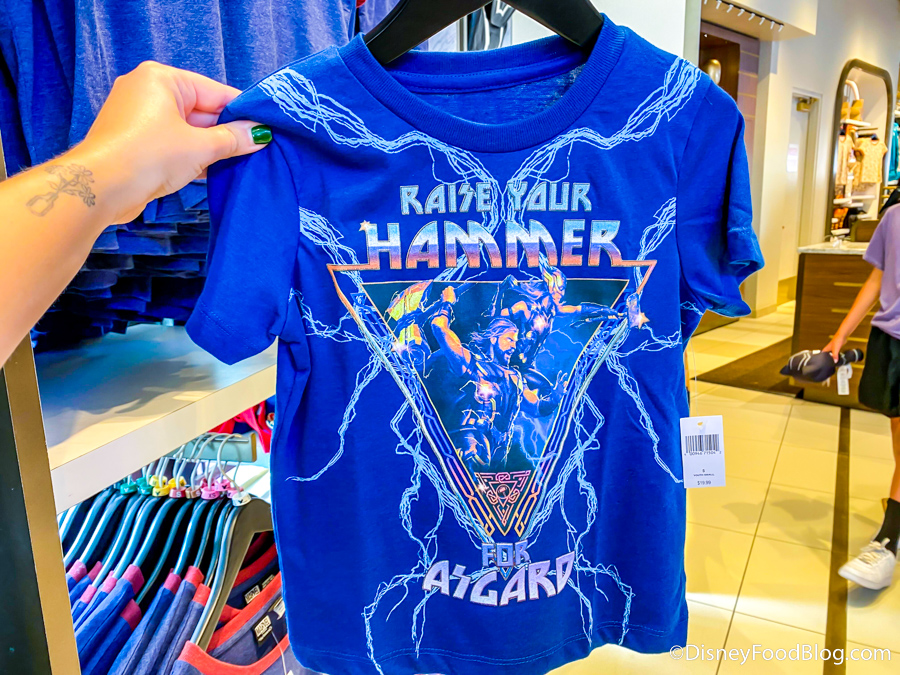 RAISE YOUR
HAMMER
FOR
ASGARD
S
$19.99
©DisneyFoodBlog.com